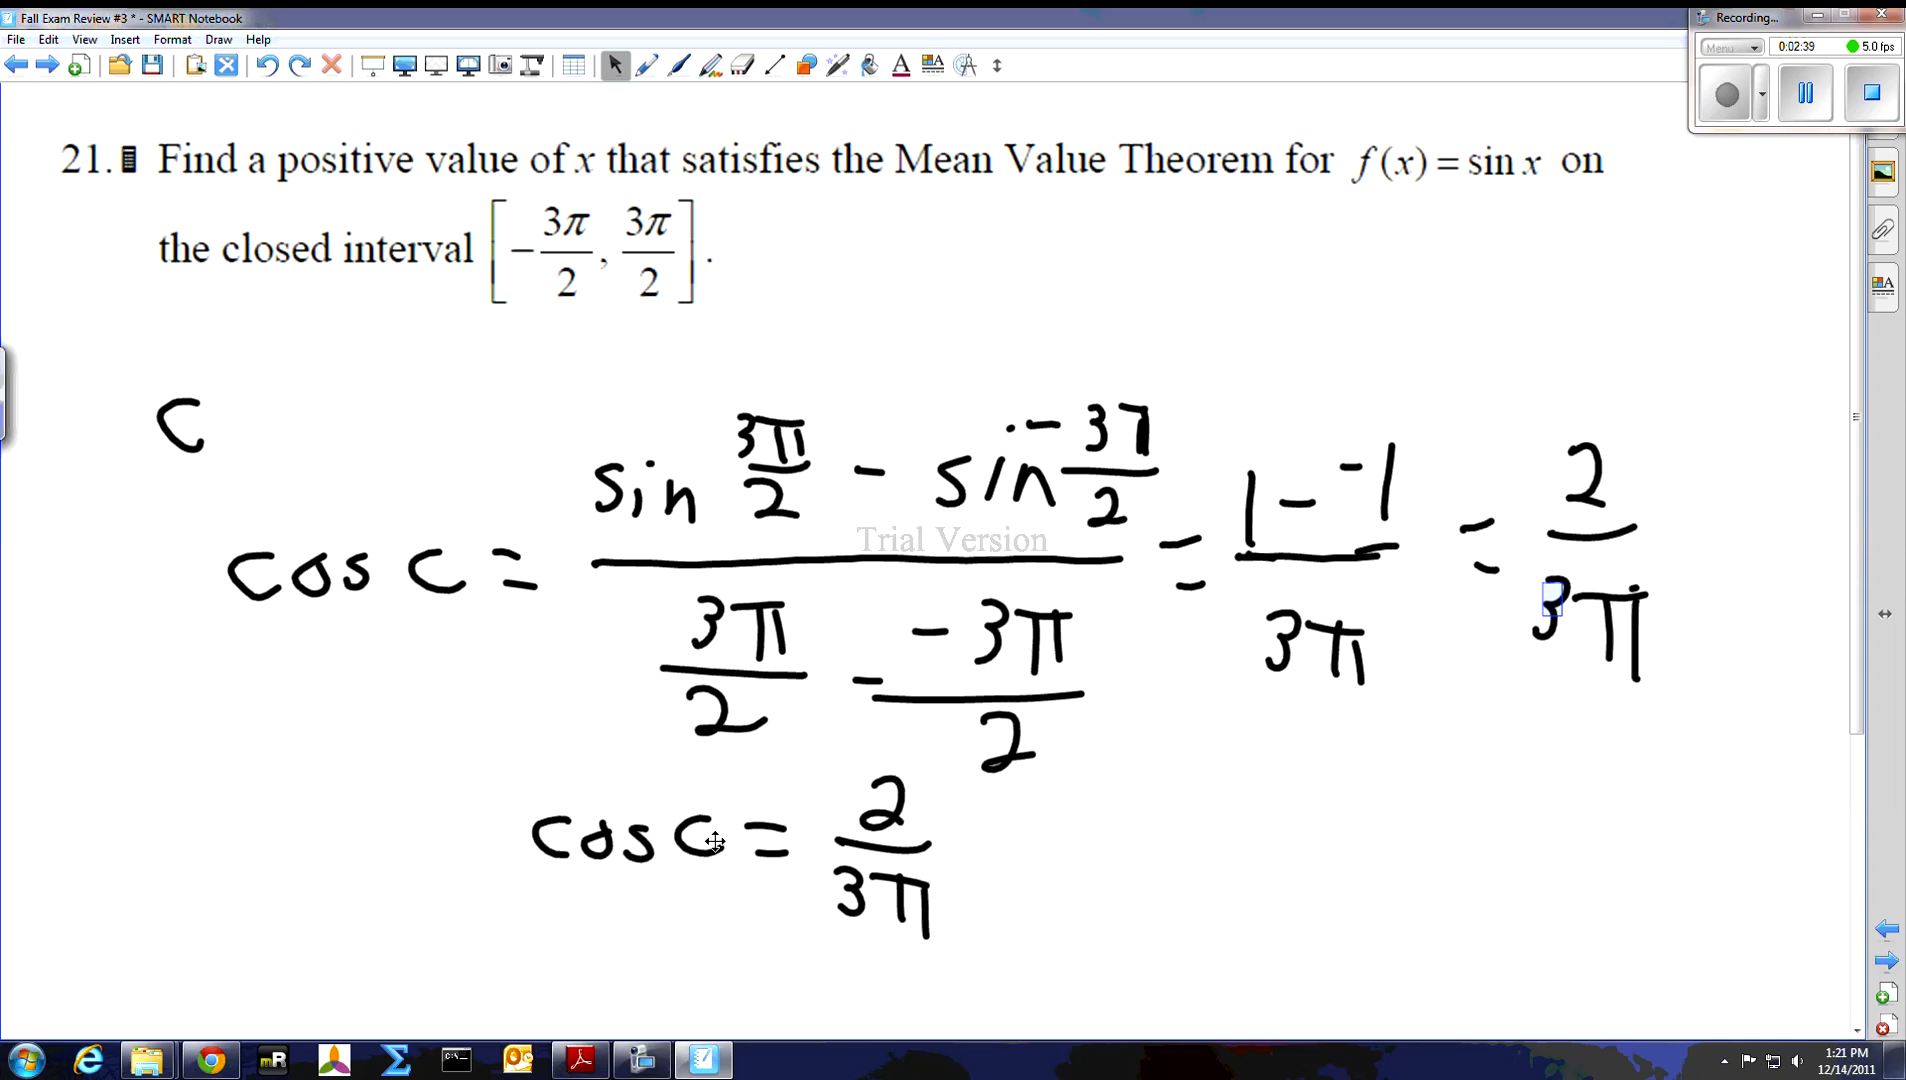 Fall Exam Review #3 * - SMART Notebook
Recording...
File Edit View Insert Format Draw Help
Menu 0:02:39 5.0 fps
21. Find a positive value of x that satisfies the Mean Value Theorem for f(x) = sin x on
the closed interval [-3π/2, 3π/2].
C
cos c = (sin 3π/2 - sin -3π/2) / (3π/2 - -3π/2) = (1 - -1) / 3π = 2/3π
Trial Version
cos c = 2/3π
mR
C:\_
1:21 PM
12/14/2011